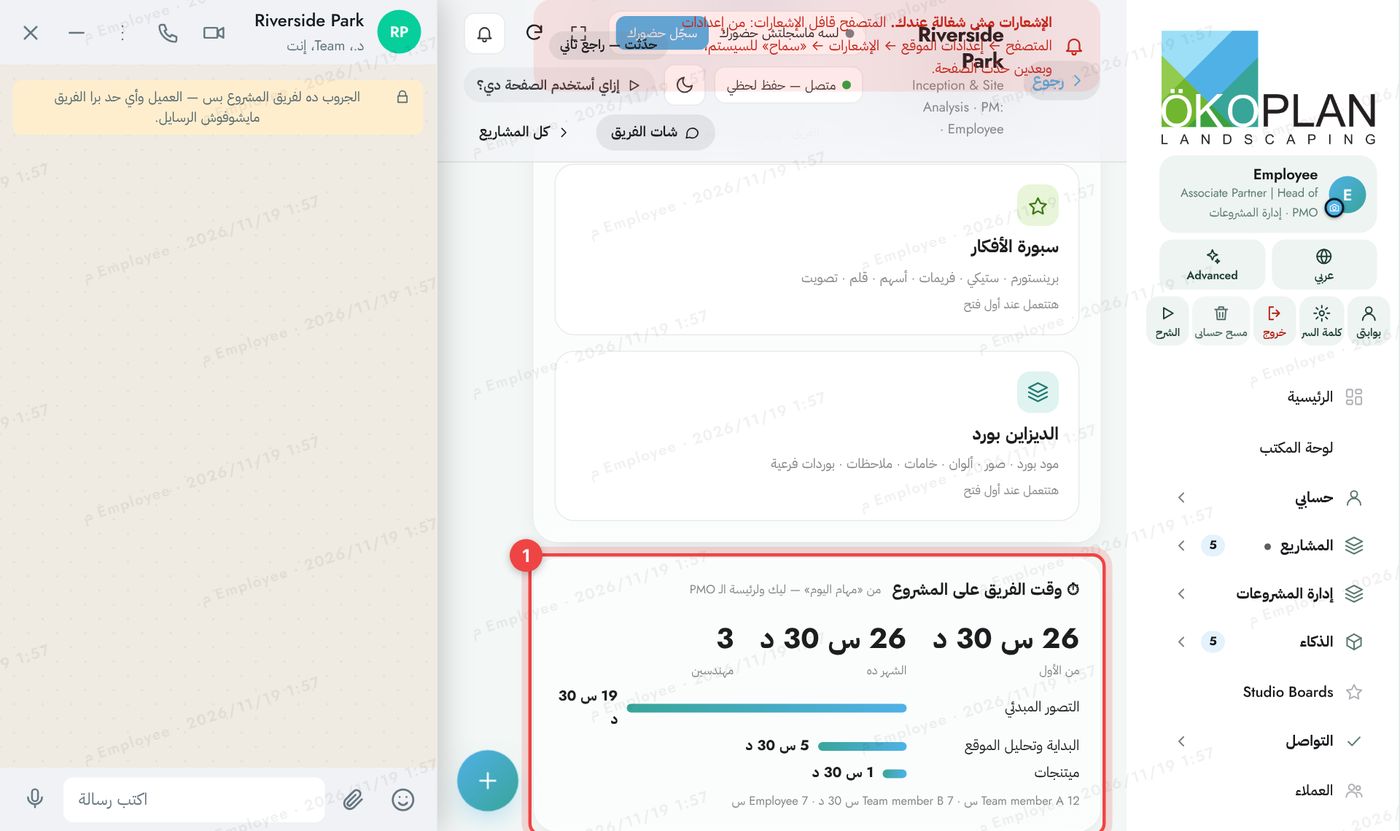 Riverside Park
د.، Team، إنت
الجروب ده لفريق المشروع بس — العميل وأي حد برا الفريق
مايشوفوش الرسايل.
اكتب رسالة
الإشعارات مش شغالة عندك. المتصفح قافل الإشعارات: من إعدادات
المتصفح ← إعدادات الموقع ← الإشعارات ← «سماح» للسيستم،
وبعدين حدّث الصفحة.
سجّل حضورك
لسه ماسجلتش حضورك
حدّثت — راجع تاني
Riverside
Park
رجوع
Inception & Site
Analysis · PM:
Employee ·
متصل — حفظ لحظي
إزاي أستخدم الصفحة دي؟
شات الفريق
كل المشاريع
سبورة الأفكار
برينستورم · ستيكي · فريمات · أسهم · قلم · تصويت
هتتعمل عند أول فتح
الديزاين بورد
مود بورد · صور · ألوان · خامات · ملاحظات · بوردات فرعية
هتتعمل عند أول فتح
1
وقت الفريق على المشروع من «مهام اليوم» — ليك ولرئيسة الـ PMO
26 س 30 د
26 س 30 د
3
من الأول
الشهر ده
مهندسين
التصور المبدئي
19 س 30
د
البداية وتحليل الموقع
5 س 30 د
ميتنجات
1 س 30 د
Team member A 12 س · Team member B 7 س 30 د · Employee 7 س
ÖKOPLAN
LANDSCAPING
Employee
E
Associate Partner | Head of
PMO · إدارة المشروعات
عربي
Advanced
بوابتي
كلمة السر
خروج
مسح حسابي
الشرح
الرئيسية
لوحة المكتب
حسابي
المشاريع
5
إدارة المشروعات
الذكاء
5
Studio Boards
التواصل
العملاء
RP
م Employee · 2026/11/19 1:57